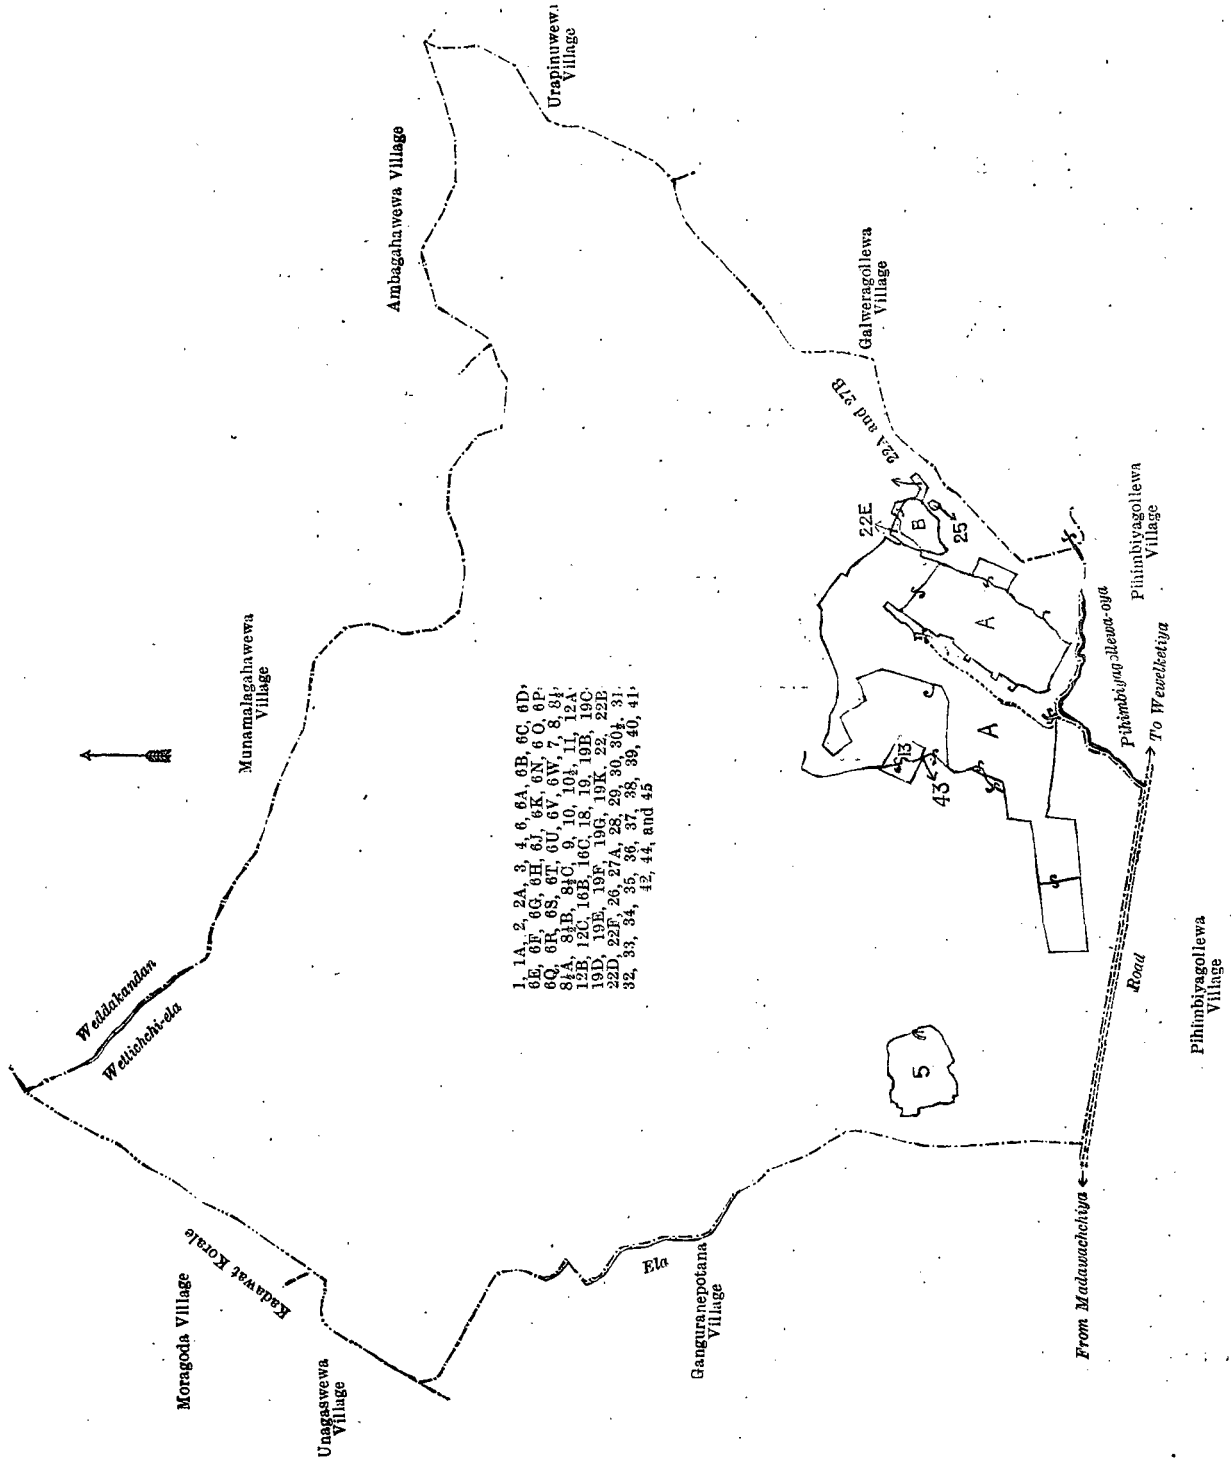 Moragoda Village
Unagaswewa
Village
Kadawat Korale
Weddakandan
Wettichchi-ela
Munamalagahawewa
Village
Ambagahawewa Village
Village
Galweragollewa
Village
Ganguranepotana
Village
Ela
1, 1A, 2, 2A, 3, 4, 6, 6A, 6B, 6C, 6D,
6E, 6F, 6G, 6H, 6J, 6K, 6N, 6 O, 6P,
6Q, 6R, 6S, 6T, 6U, 6V, 6W, 7, 8, 8½,
8½A, 8½B, 8½C, 9, 10, 10½, 11, 12A,
12B, 12C, 16B, 16C, 18, 19, 19B, 19C,
19D, 19E, 19F, 19G, 19K, 22, 22B,
22D, 22F, 26, 27A, 28, 29, 30, 30½, 31,
32, 33, 34, 35, 36, 37, 38, 39, 40, 41,
42, 44, and 45
22A and 27B
22E
B
25
A
A
13
43
5
Pihimbiyagollewa-oya
Pihimbiyagollewa
Village
From Madawachchiya
Road
To Wewelketiya
Pihimbiyagollewa
Village